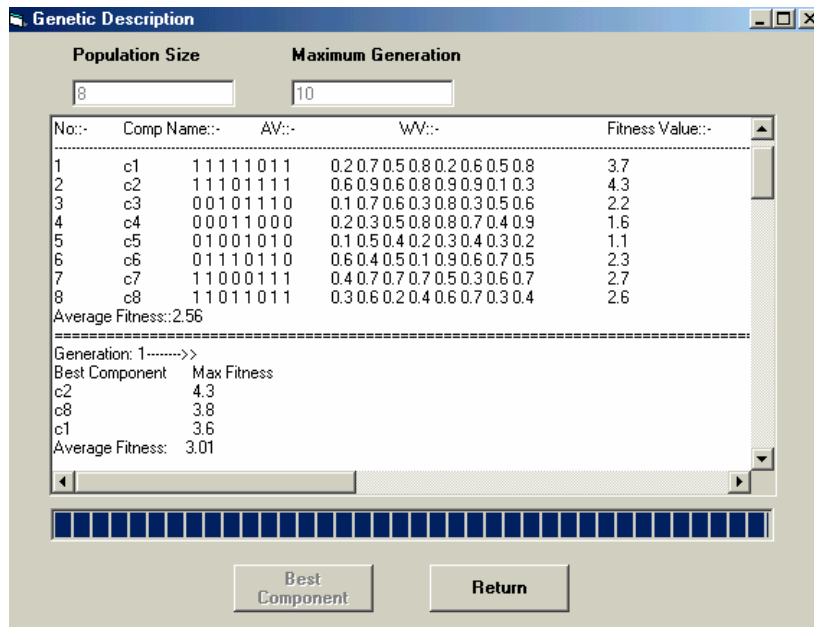 Genetic Description
Population Size Maximum Generation
8 10
No::- Comp Name::- AV::- WV::- Fitness Value::-
1 c1 1 1 1 1 1 0 1 1 0.2 0.7 0.5 0.8 0.2 0.6 0.5 0.8 3.7
2 c2 1 1 1 0 1 1 1 1 0.6 0.9 0.6 0.8 0.9 0.9 0.1 0.3 4.3
3 c3 0 0 1 0 1 1 1 0 0.1 0.7 0.6 0.3 0.8 0.3 0.5 0.6 2.2
4 c4 0 0 0 1 1 0 0 0 0.2 0.3 0.5 0.8 0.8 0.7 0.4 0.9 1.6
5 c5 0 1 0 0 1 0 1 0 0.1 0.5 0.4 0.2 0.3 0.4 0.3 0.2 1.1
6 c6 0 1 1 1 0 1 1 0 0.6 0.4 0.5 0.1 0.9 0.6 0.7 0.5 2.3
7 c7 1 1 0 0 0 1 1 1 0.4 0.7 0.7 0.7 0.5 0.3 0.6 0.7 2.7
8 c8 1 1 0 1 1 0 1 1 0.3 0.6 0.2 0.4 0.6 0.7 0.3 0.4 2.6
Average Fitness::2.56
Generation: 1------->>
Best Component Max Fitness
c2 4.3
c8 3.8
c1 3.6
Average Fitness: 3.01
Best
Component
Return